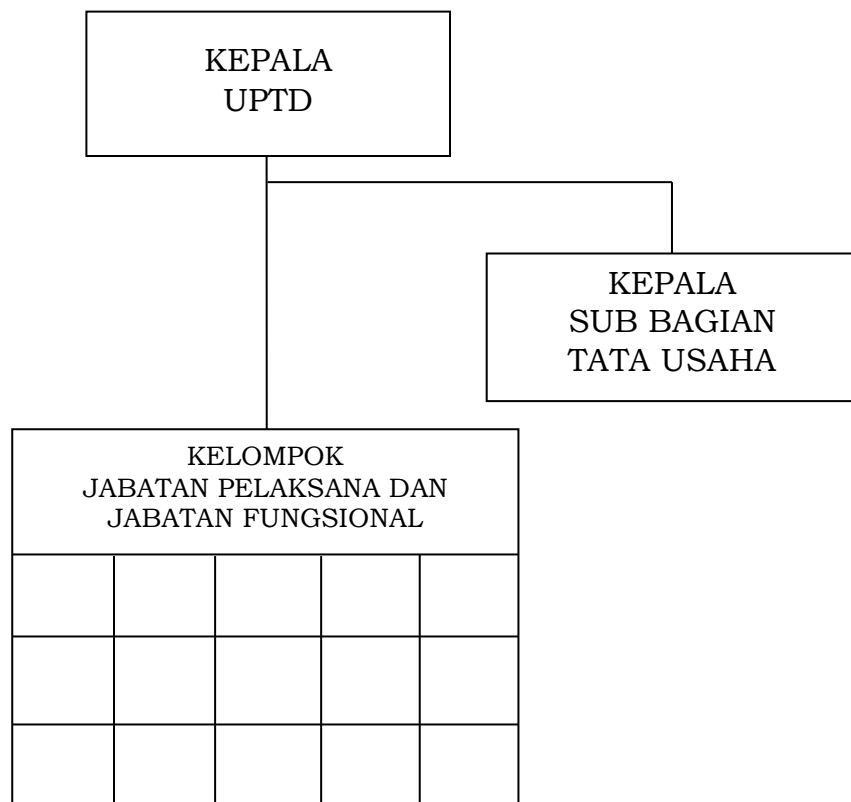 KEPALA
UPTD
KEPALA
SUB BAGIAN
TATA USAHA
KELOMPOK
JABATAN PELAKSANA DAN
JABATAN FUNGSIONAL